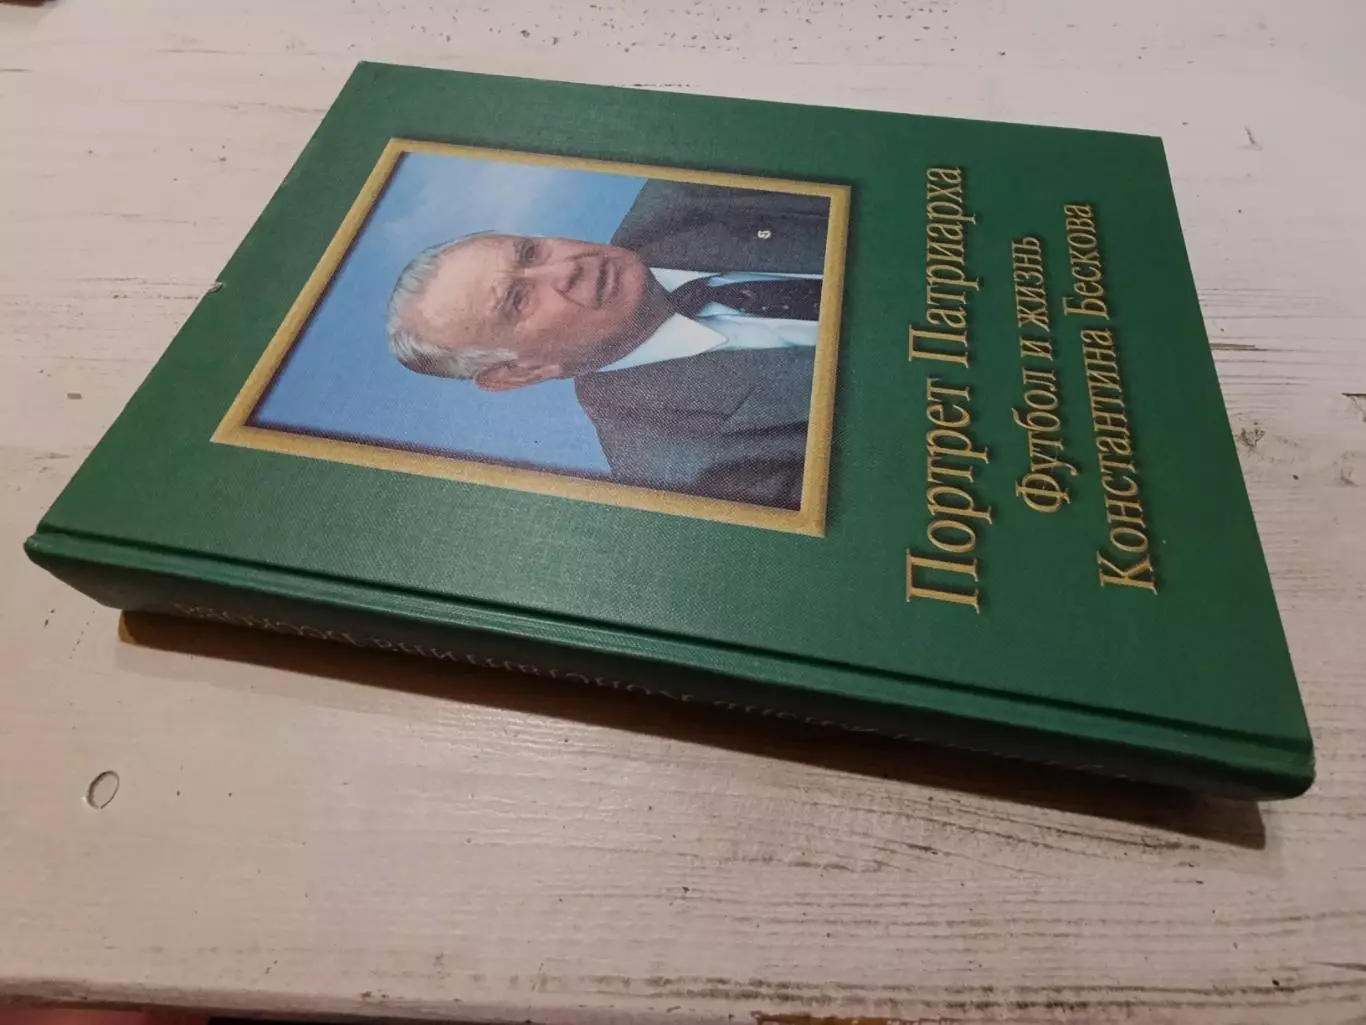 Портрет Патриарха
Футбол и жизнь
Константина Бескова